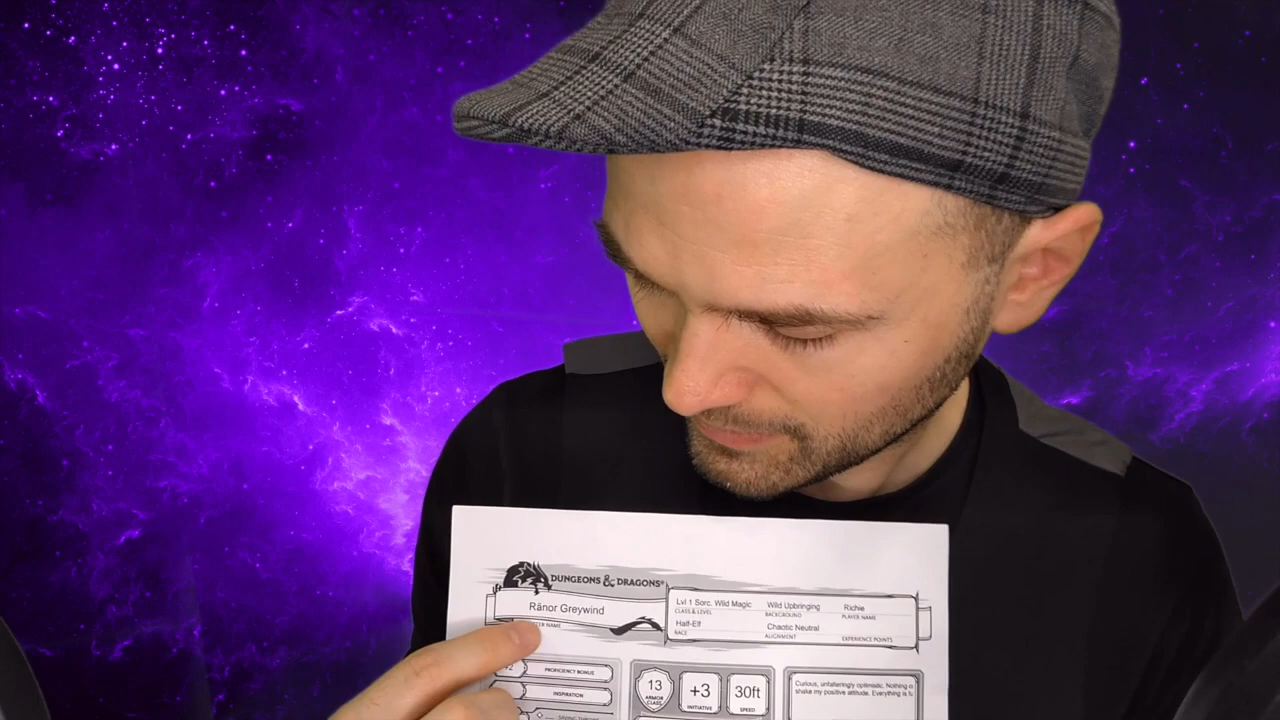 DUNGEONS & DRAGONS®
Ränor Greywind
Lvl 1 Sorc. Wild Magic Wild Upbringing Richie
CLASS & LEVEL BACKGROUND PLAYER NAME
Half-Elf Chaotic Neutral
RACE ALIGNMENT EXPERIENCE POINTS
NAME
PROFICIENCY BONUS
INSPIRATION
13
ARMOR
CLASS
+3
INITIATIVE
30ft
SPEED
Curious, unfalteringly optimistic. Nothing
shake my positive attitude. Everything is